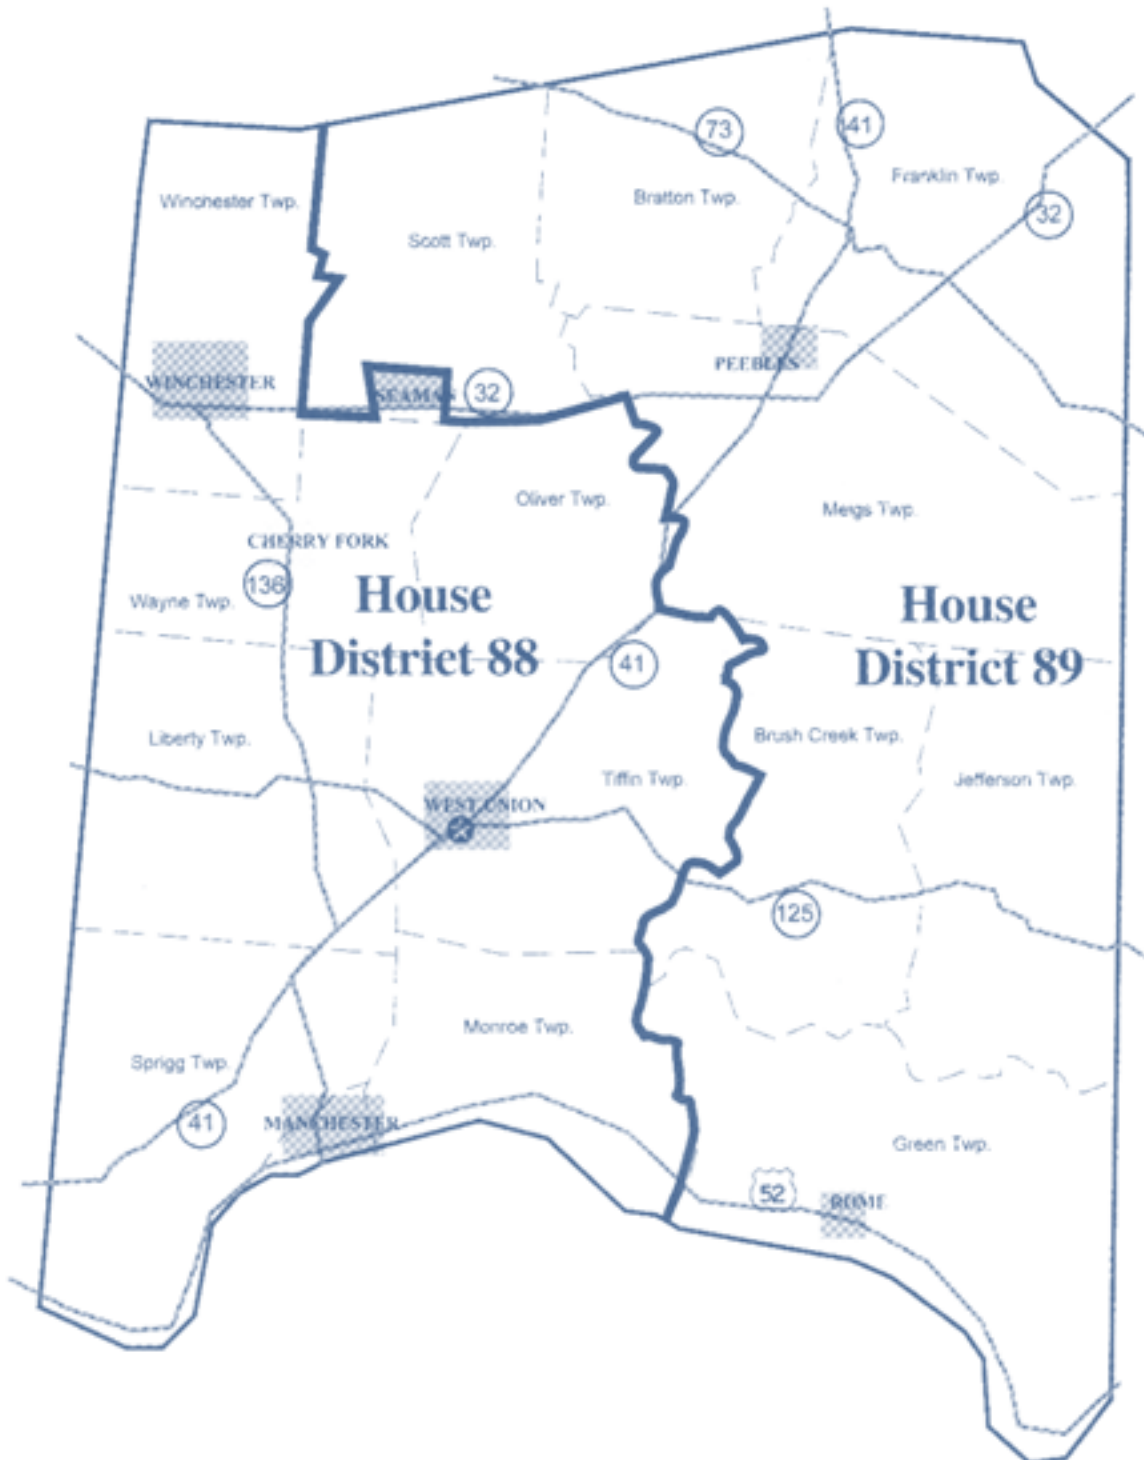 73
41
Franklin Twp.
Winchester Twp.
Bratton Twp.
32
Scott Twp.
PEEBLES
WINCHESTER
SEAMAN
32
Oliver Twp.
Meigs Twp.
CHERRY FORK
136
Wayne Twp.
House
District 88
House
District 89
41
Liberty Twp.
Brush Creek Twp.
Tiffin Twp.
Jefferson Twp.
WEST UNION
125
Monroe Twp.
Sprigg Twp.
41
MANCHESTER
Green Twp.
52
ROME